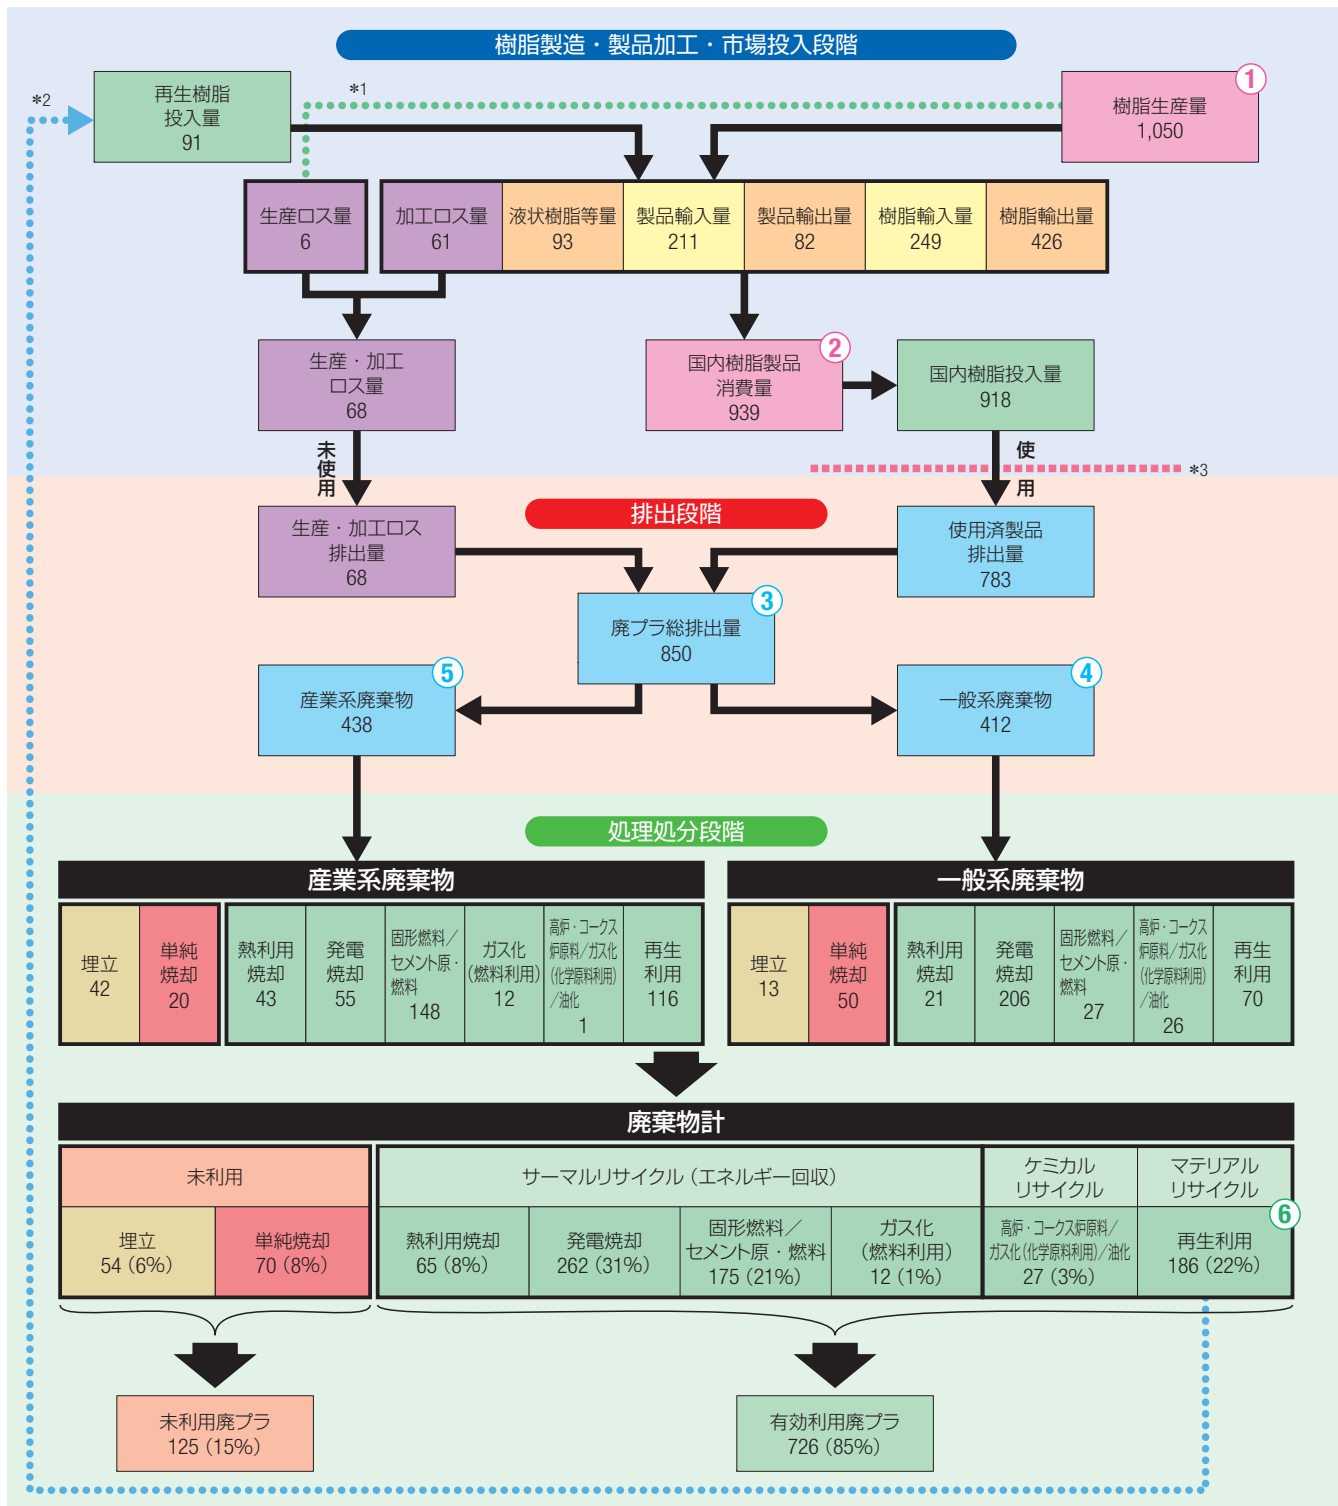 樹脂製造・製品加工・市場投入段階
*2
再生樹脂
投入量
91
*1
①
樹脂生産量
1,050
生産ロス量
6
加工ロス量
61
液状樹脂等量
93
製品輸入量
211
製品輸出量
82
樹脂輸入量
249
樹脂輸出量
426
生産・加工
ロス量
68
②
国内樹脂製品
消費量
939
国内樹脂投入量
918
未使用
使用
*3
排出段階
生産・加工ロス
排出量
68
使用済製品
排出量
783
③
廃プラ総排出量
850
⑤
産業系廃棄物
438
④
一般系廃棄物
412
処理処分段階
産業系廃棄物
埋立
42
単純
焼却
20
熱利用
焼却
43
発電
焼却
55
固形燃料/
セメント原・
燃料
148
ガス化
(燃料利用)
12
高炉・コークス
炉原料/ガス化
(化学原料利用)
/油化
1
再生
利用
116
一般系廃棄物
埋立
13
単純
焼却
50
熱利用
焼却
21
発電
焼却
206
固形燃料/
セメント原・
燃料
27
高炉・コークス
炉原料/ガス化
(化学原料利用)
/油化
26
再生
利用
70
廃棄物計
未利用
サーマルリサイクル(エネルギー回収)
ケミカル
リサイクル
マテリアル
リサイクル
⑥
埋立
54(6%)
単純焼却
70(8%)
熱利用焼却
65(8%)
発電焼却
262(31%)
固形燃料/
セメント原・燃料
175(21%)
ガス化
(燃料利用)
12(1%)
高炉・コークス炉原料/
ガス化(化学原料利用)/油化
27(3%)
再生利用
186(22%)
未利用廃プラ
125(15%)
有効利用廃プラ
726(85%)